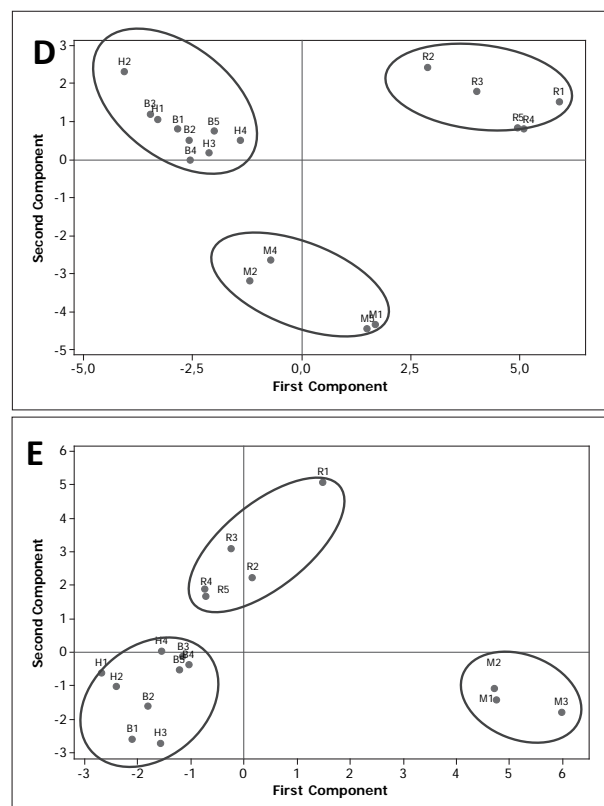 D
3
2
1
0
-1
-2
-3
-4
-5
Second Component
H2
R2
R3
R1
B3
H1
B1
B5
R5
R4
B2
H4
H3
B4
M4
M2
M1
M3
-5,0
-2,5
0,0
2,5
5,0
First Component
E
6
5
4
3
2
1
0
-1
-2
-3
Second Component
R1
R3
R2
R4
R5
H4
B3
B4
H1
B5
H2
M2
B2
M1
M3
B1
H3
-3
-2
-1
0
1
2
3
4
5
6
First Component